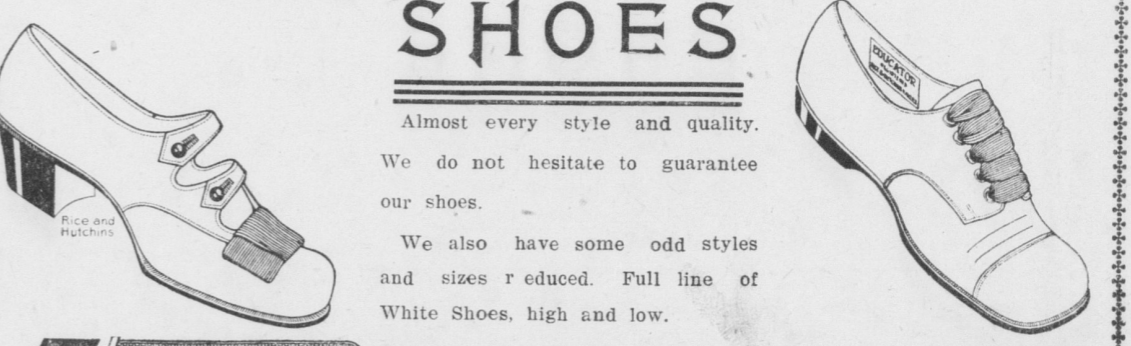 SHOES
EDUCATOR
Almost every style and quality.
We do not hesitate to guarantee
our shoes.
We also have some odd styles
and sizes r educed. Full line of
White Shoes, high and low.
Rice and
Hutchins